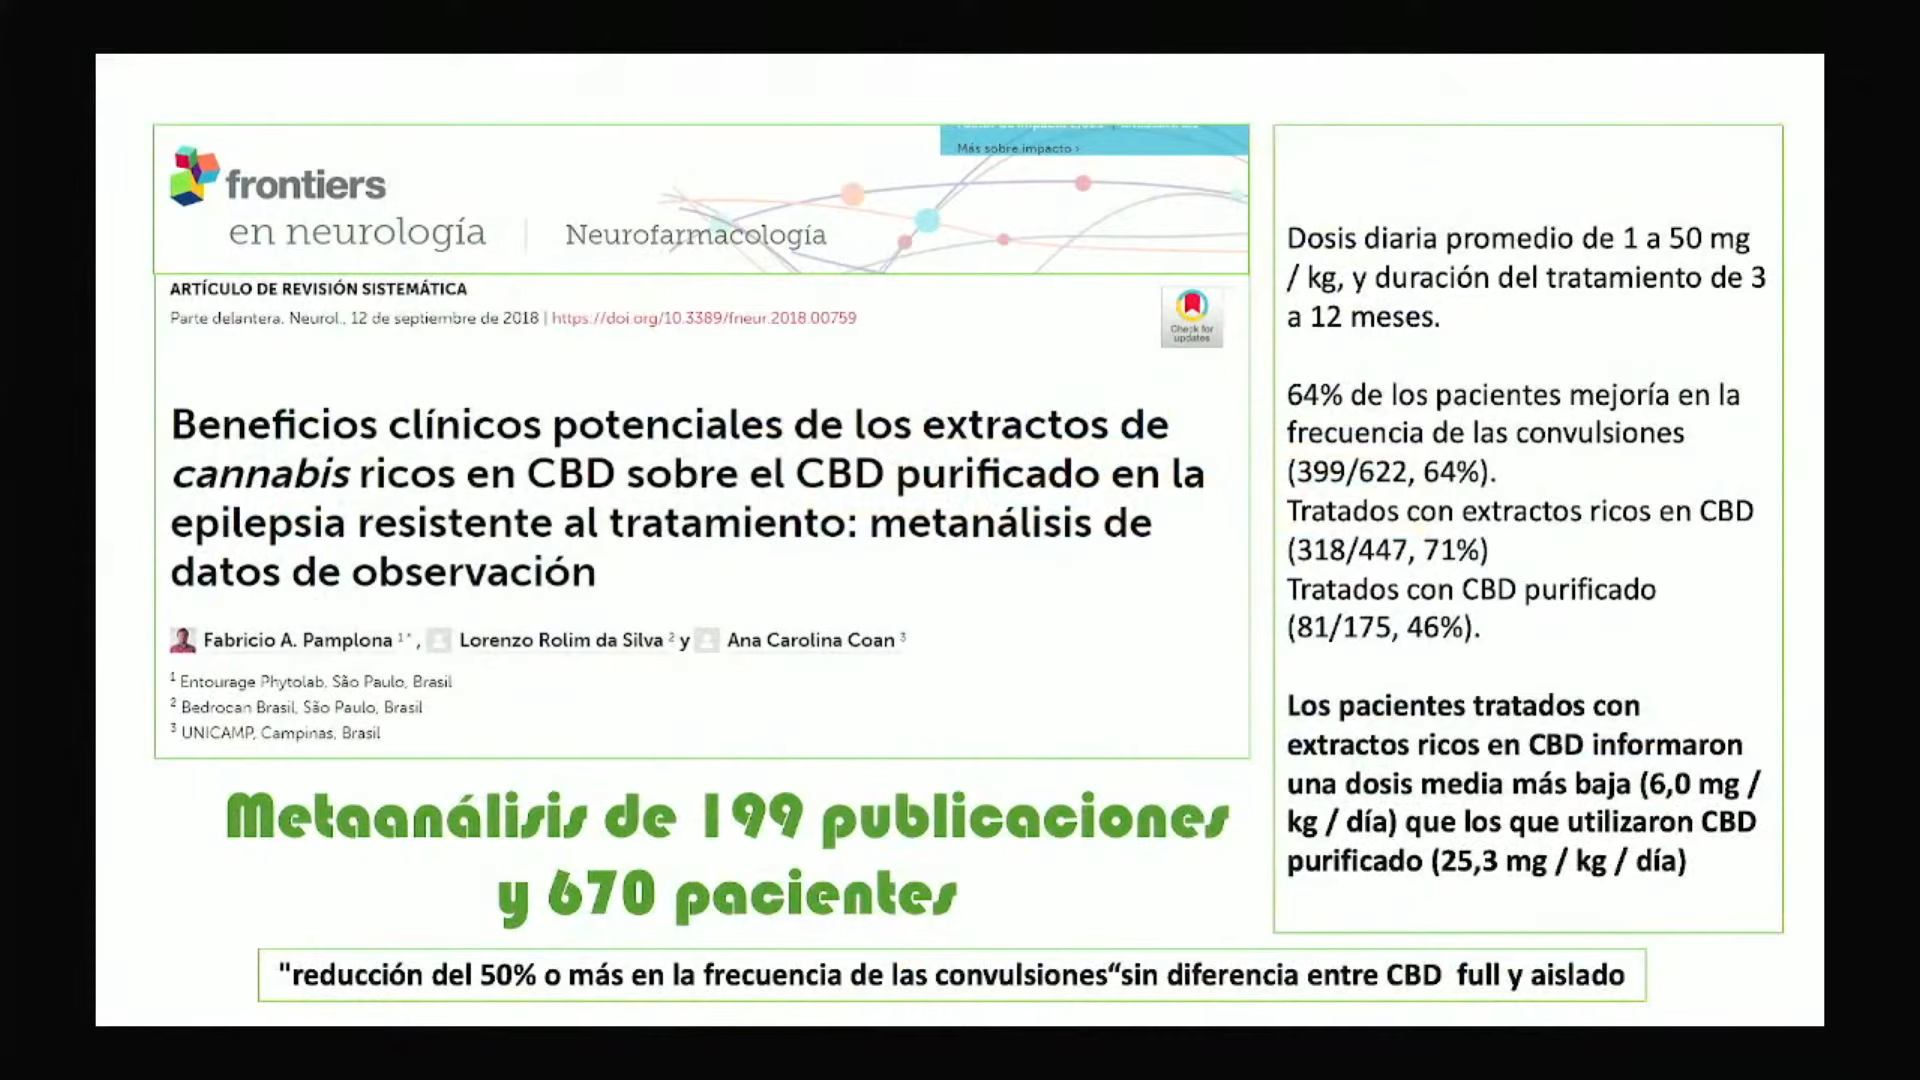 Más sobre impacto ›
frontiers
en neurología | Neurofarmacología
ARTÍCULO DE REVISIÓN SISTEMÁTICA
Parte delantera. Neurol., 12 de septiembre de 2018 | https://doi.org/10.3389/fneur.2018.00759
Check for
updates
Beneficios clínicos potenciales de los extractos de
cannabis ricos en CBD sobre el CBD purificado en la
epilepsia resistente al tratamiento: metanálisis de
datos de observación
Fabricio A. Pamplona 1*, Lorenzo Rolim da Silva 2 y Ana Carolina Coan 3
1 Entourage Phytolab, São Paulo, Brasil
2 Bedrocan Brasil, São Paulo, Brasil
3 UNICAMP, Campinas, Brasil
Metaanálisis de 199 publicaciones
y 670 pacientes
Dosis diaria promedio de 1 a 50 mg
/ kg, y duración del tratamiento de 3
a 12 meses.
64% de los pacientes mejoría en la
frecuencia de las convulsiones
(399/622, 64%).
Tratados con extractos ricos en CBD
(318/447, 71%)
Tratados con CBD purificado
(81/175, 46%).
Los pacientes tratados con
extractos ricos en CBD informaron
una dosis media más baja (6,0 mg /
kg / día) que los que utilizaron CBD
purificado (25,3 mg / kg / día)
"reducción del 50% o más en la frecuencia de las convulsiones“sin diferencia entre CBD full y aislado